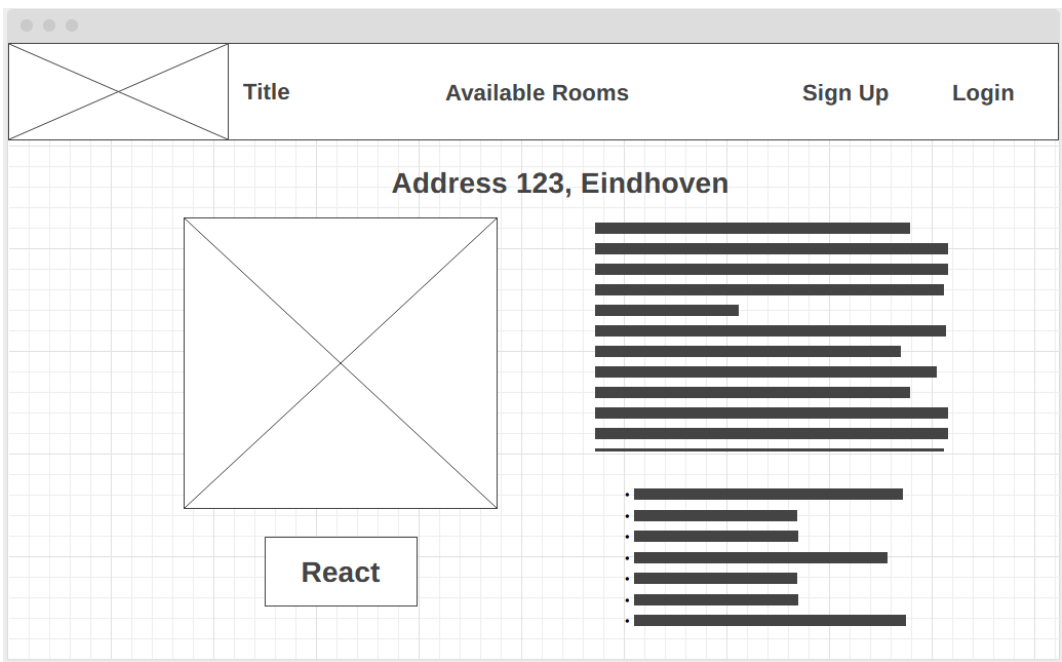 Title
Available Rooms
Sign Up
Login
Address 123, Eindhoven
React